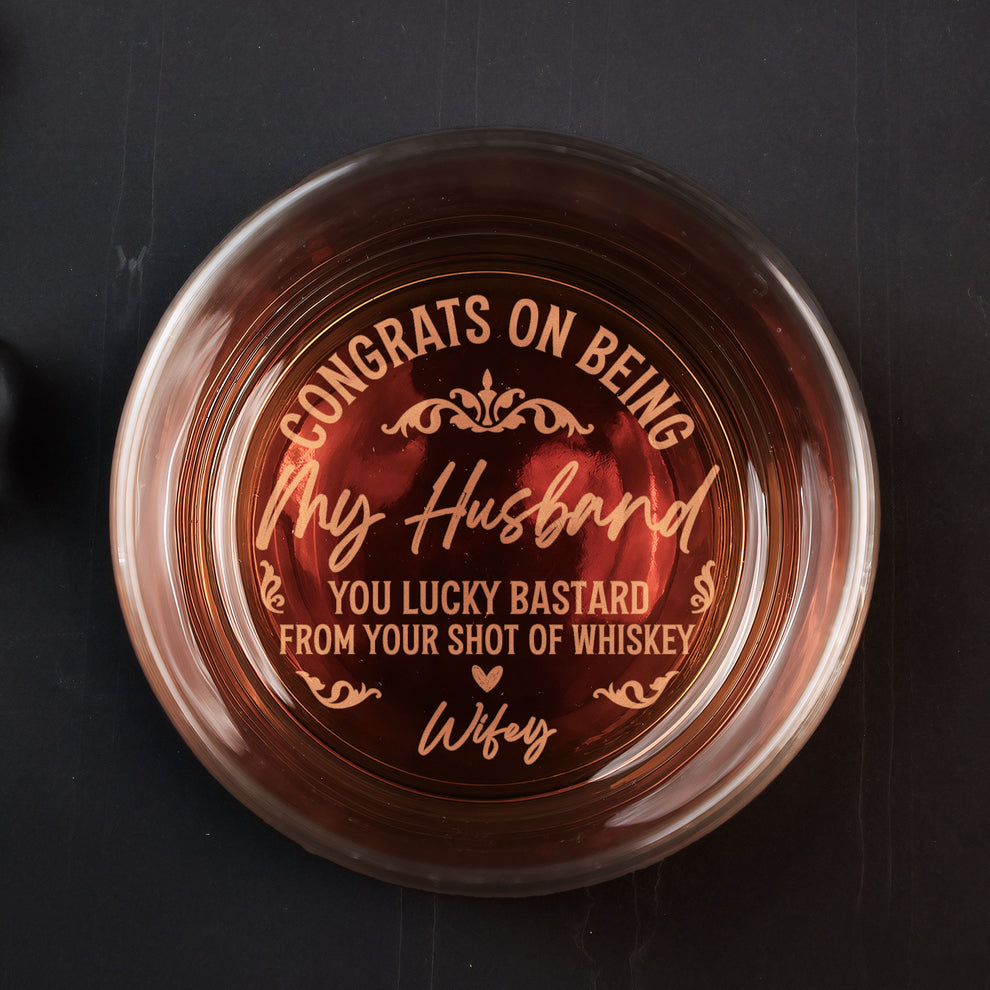 CONGRATS ON BEING
My Husband
YOU LUCKY BASTARD
FROM YOUR SHOT OF WHISKEY
Wifey